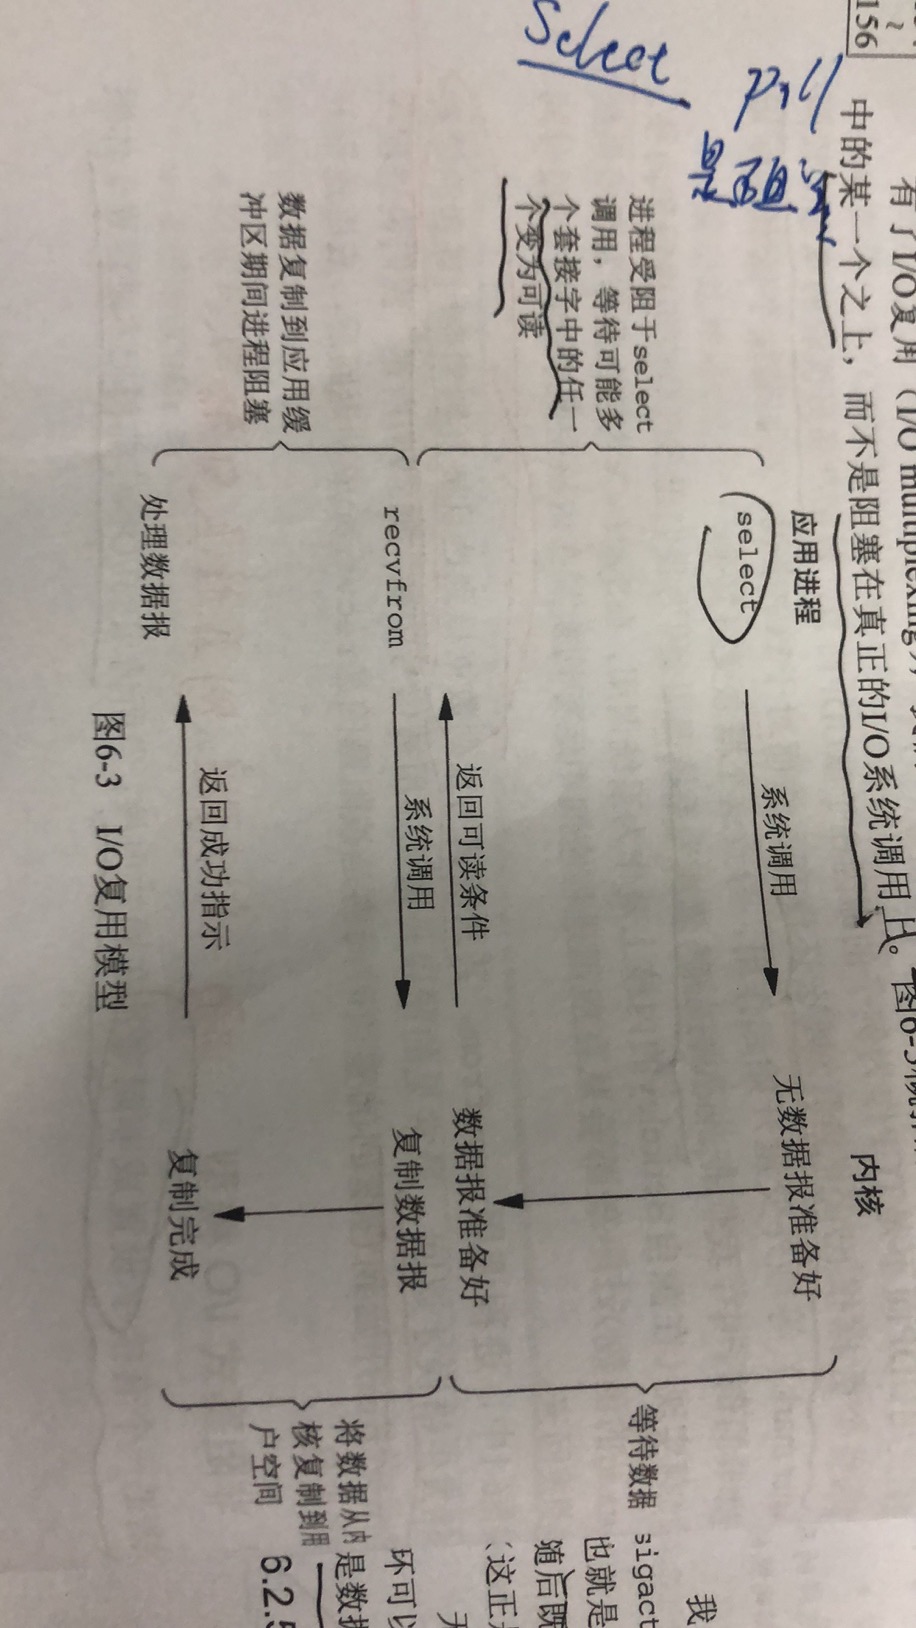 有了I/O复用（I/O multiplexing），我
156
中的某一个之上，而不是阻塞在真正的I/O系统调用上。图6-3
内核
应用进程
select
系统调用
无数据报准备好
Poll
是否阻塞
Select
进程受阻于select
调用，等待可能多
个套接字中的任一
个变为可读
等待数据
返回可读条件
数据报准备好
recvfrom
系统调用
复制数据报
数据复制到应用缓
冲区期间进程阻塞
将数据从内
核复制到用
户空间
返回成功指示
复制完成
处理数据报
图6-3 I/O复用模型
我
sigact
也就是
随后既
（这正是
无
环可以
是数据
6.2.5